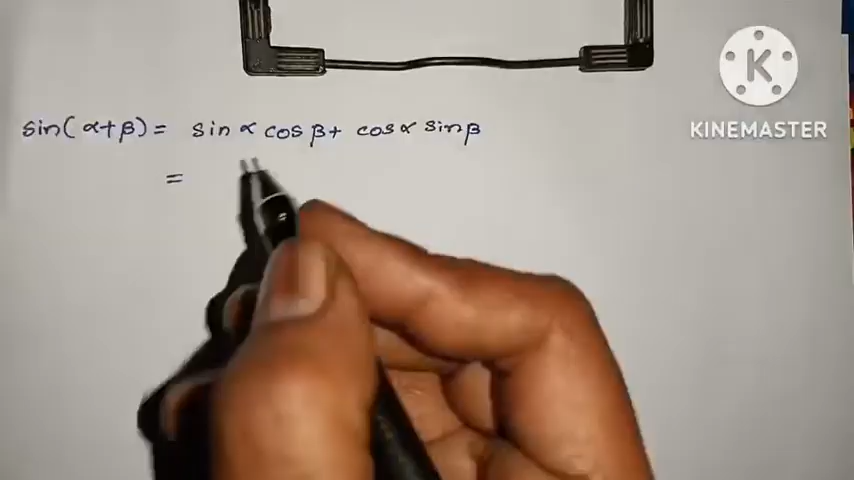 sin(α+β)= sin α cos β+ cos α sin β
=
K
KINEMASTER